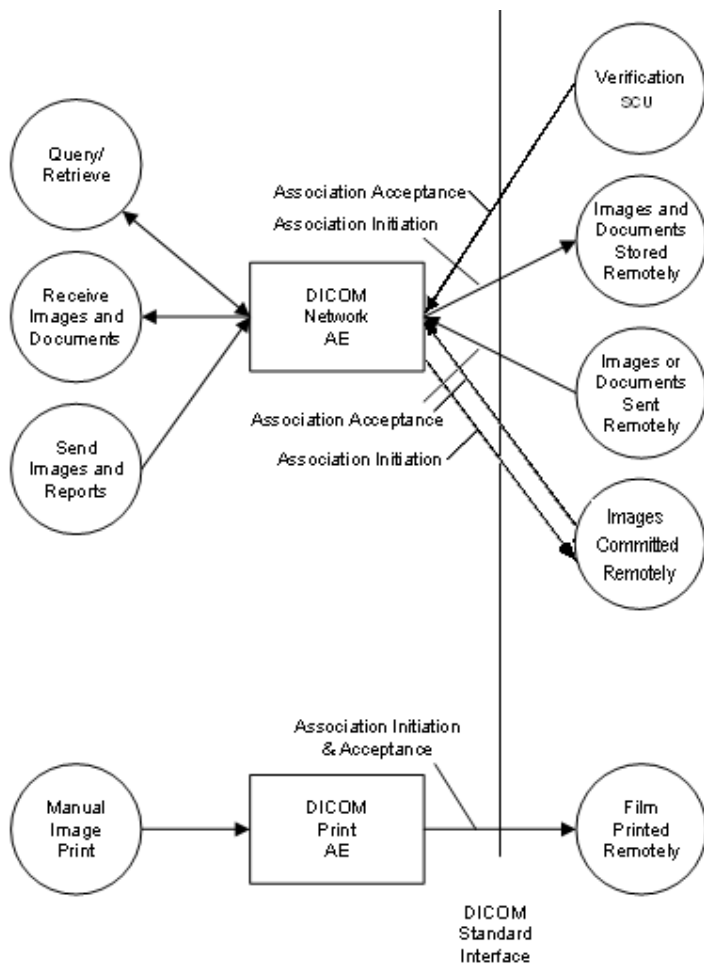 Verification
SCU
Query/
Retrieve
Association Acceptance
Association Initiation
Images and
Documents
Stored
Remotely
Receive
Images and
Documents
DICOM
Network
AE
Images or
Documents
Sent
Remotely
Association Acceptance
Association Initiation
Send
Images and
Reports
Images
Committed
Remotely
Association Initiation
& Acceptance
Manual
Image
Print
DICOM
Print
AE
Film
Printed
Remotely
DICOM
Standard
Interface